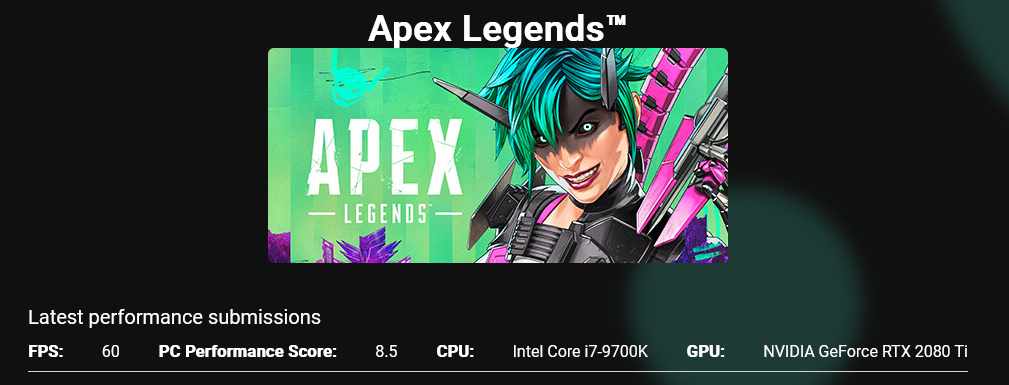 Apex Legends™
APEX
LEGENDS™
Latest performance submissions
FPS: 60 PC Performance Score: 8.5 CPU: Intel Core i7-9700K GPU: NVIDIA GeForce RTX 2080 Ti